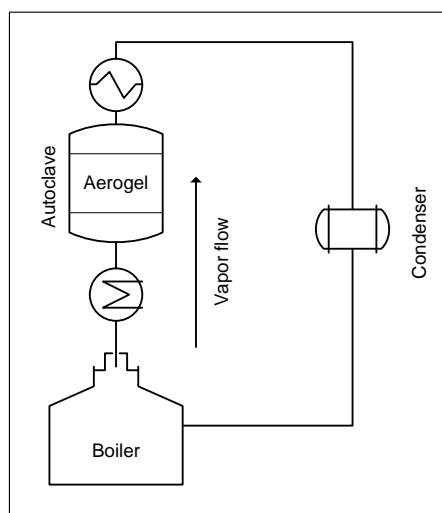 Autoclave
Aerogel
Vapor flow
Condenser
Boiler